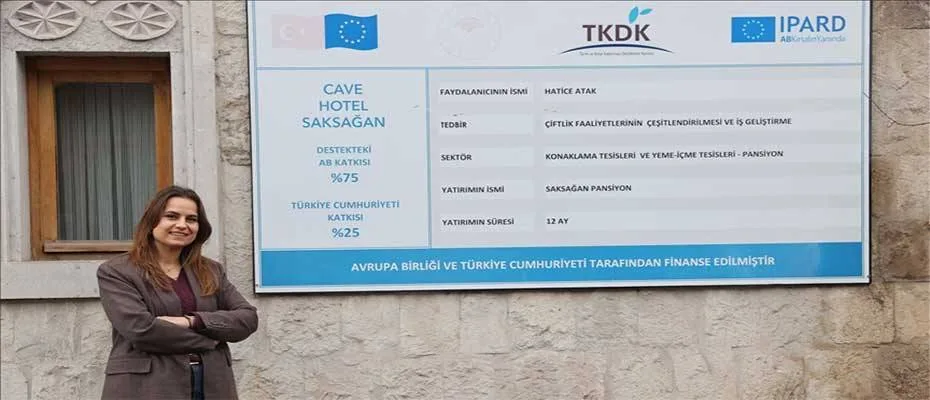 TKDK
IPARD
ABKırsalınYanında
CAVE
HOTEL
SAKSAĞAN
DESTEKTEKİ
AB KATKISI
%75
TÜRKİYE CUMHURİYETİ
KATKISI
%25
FAYDALANICININ İSMİ HATİCE ATAK
TEDBİR ÇİFTLİK FAALİYETLERİNİN ÇEŞİTLENDİRİLMESİ VE İŞ GELİŞTİRME
SEKTÖR KONAKLAMA TESİSLERİ VE YEME-İÇME TESİSLERİ - PANSİYON
YATIRIMIN İSMİ SAKSAĞAN PANSİYON
YATIRIMIN SÜRESİ 12 AY
AVRUPA BİRLİĞİ VE TÜRKİYE CUMHURİYETİ TARAFINDAN FİNANSE EDİLMİŞTİR